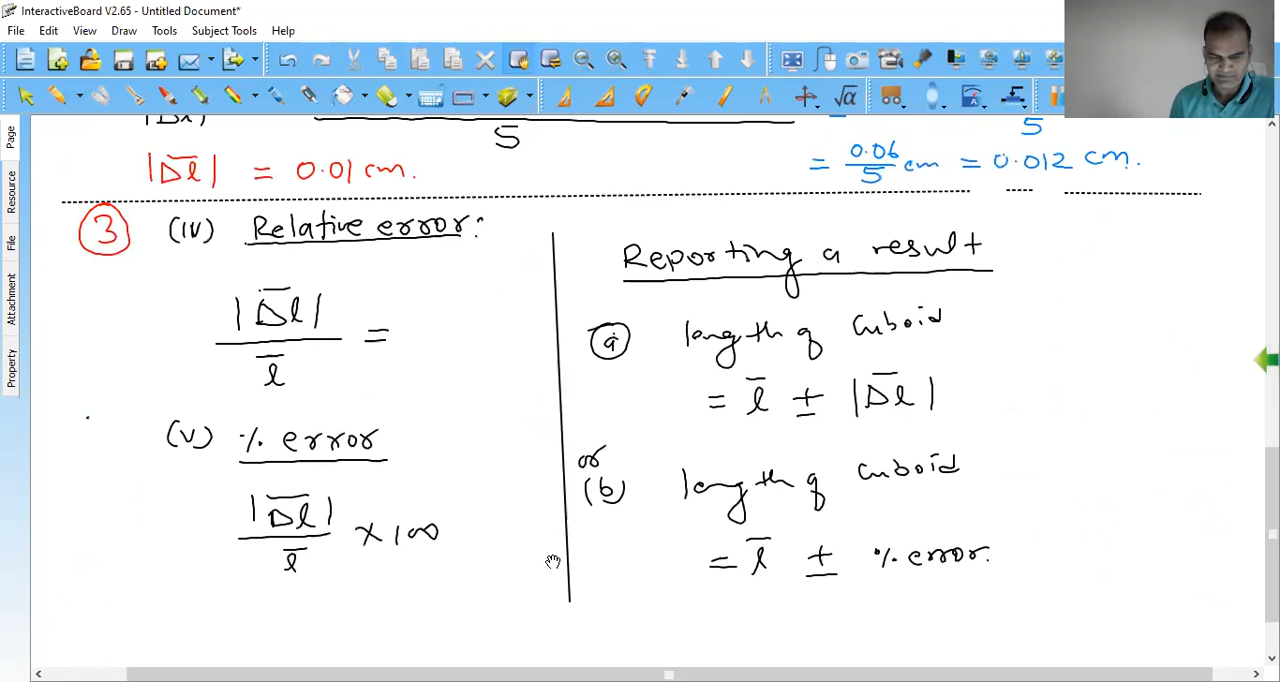 InteractiveBoard V2.65 - Untitled Document*
File Edit View Draw Tools Subject Tools Help
Page
Resource
File
Attachment
Property
5
|Δl̅| = 0.01 cm.
5
= 0.06/5 cm = 0.012 cm.
3 (iv) Relative error:
|Δl̅|/l̅ =
(v) % error
|Δl̅|/l̅ × 100
Reporting a result
(a) length of cuboid
= l̅ ± |Δl̅|
or
(b) length of cuboid
= l̅ ± % error.